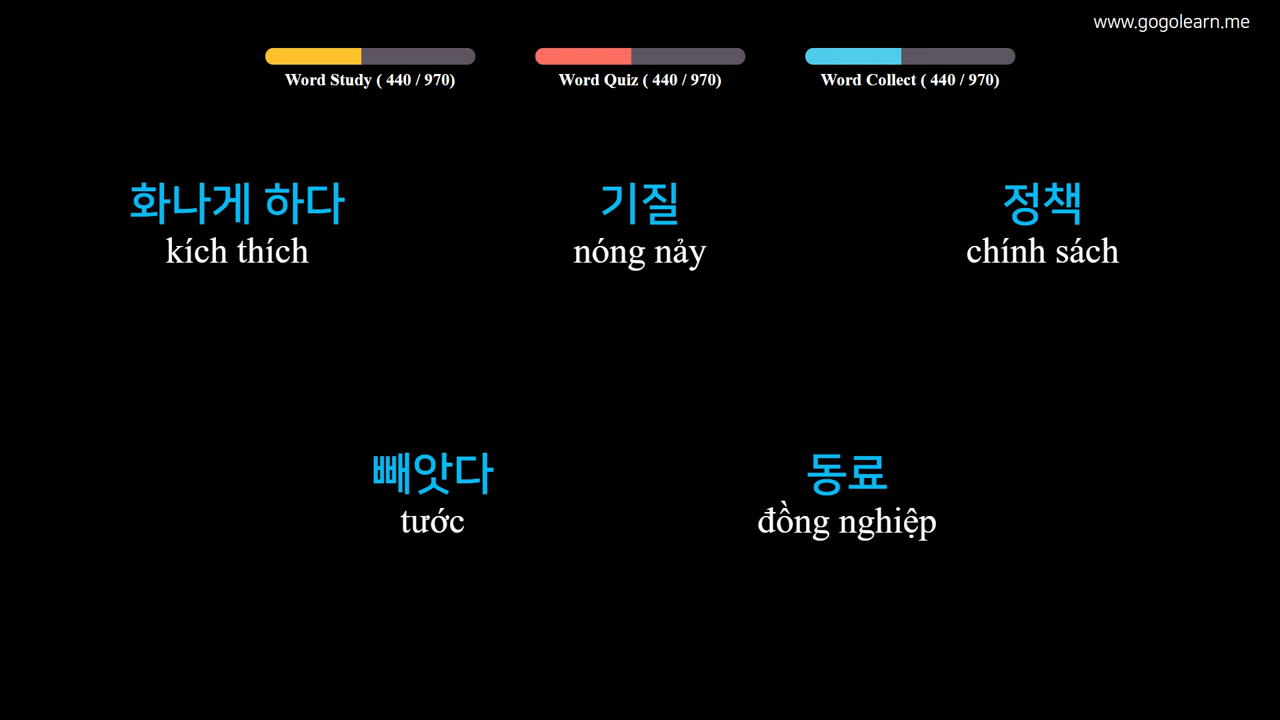 www.gogolearn.me
Word Study ( 440 / 970)
Word Quiz ( 440 / 970)
Word Collect ( 440 / 970)
화나게 하다
kích thích
기질
nóng nảy
정책
chính sách
빼앗다
tước
동료
đồng nghiệp